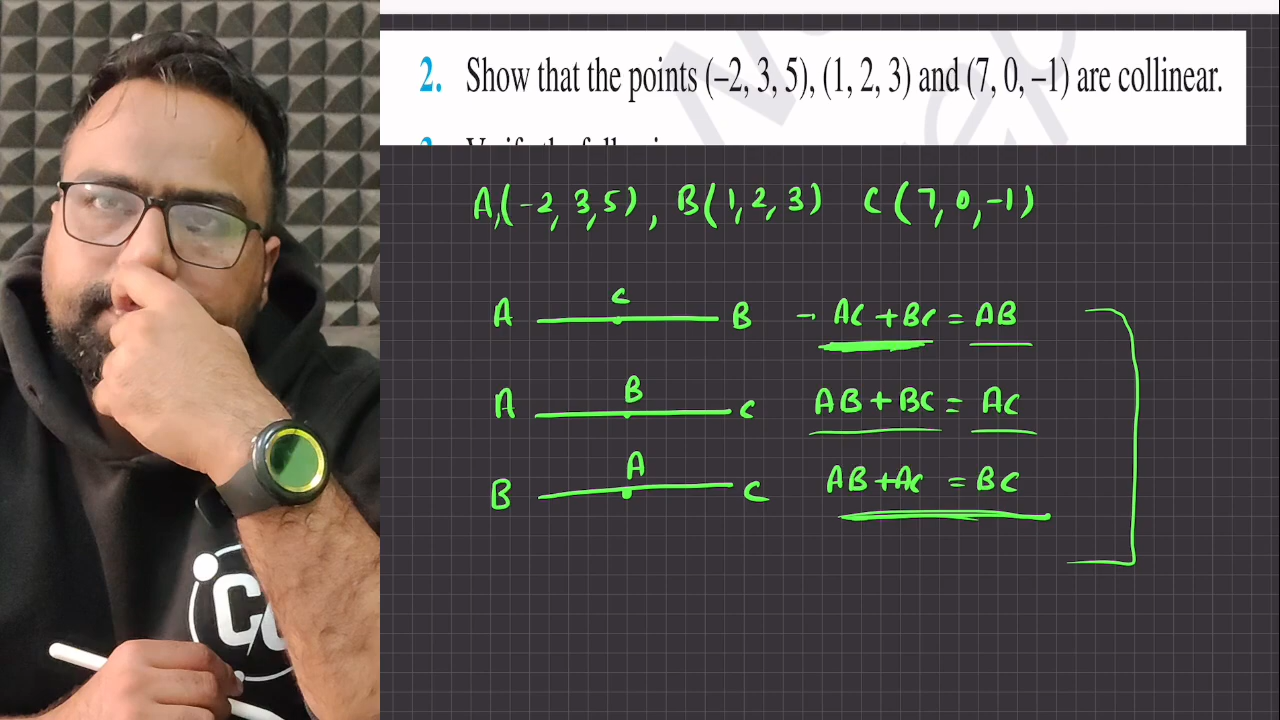 2. Show that the points (–2, 3, 5), (1, 2, 3) and (7, 0, –1) are collinear.
A,(-2, 3,5), B(1,2,3) C(7,0,-1)
C
A B - AC + BC = AB
B
A C AB + BC = AC
A
B C AB + AC = BC